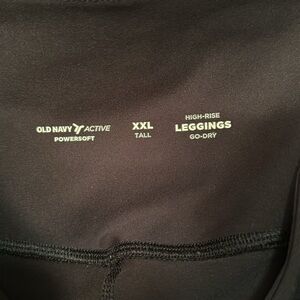 OLD NAVY ACTIVE
POWERSOFT
XXL
TALL
HIGH-RISE
LEGGINGS
GO-DRY